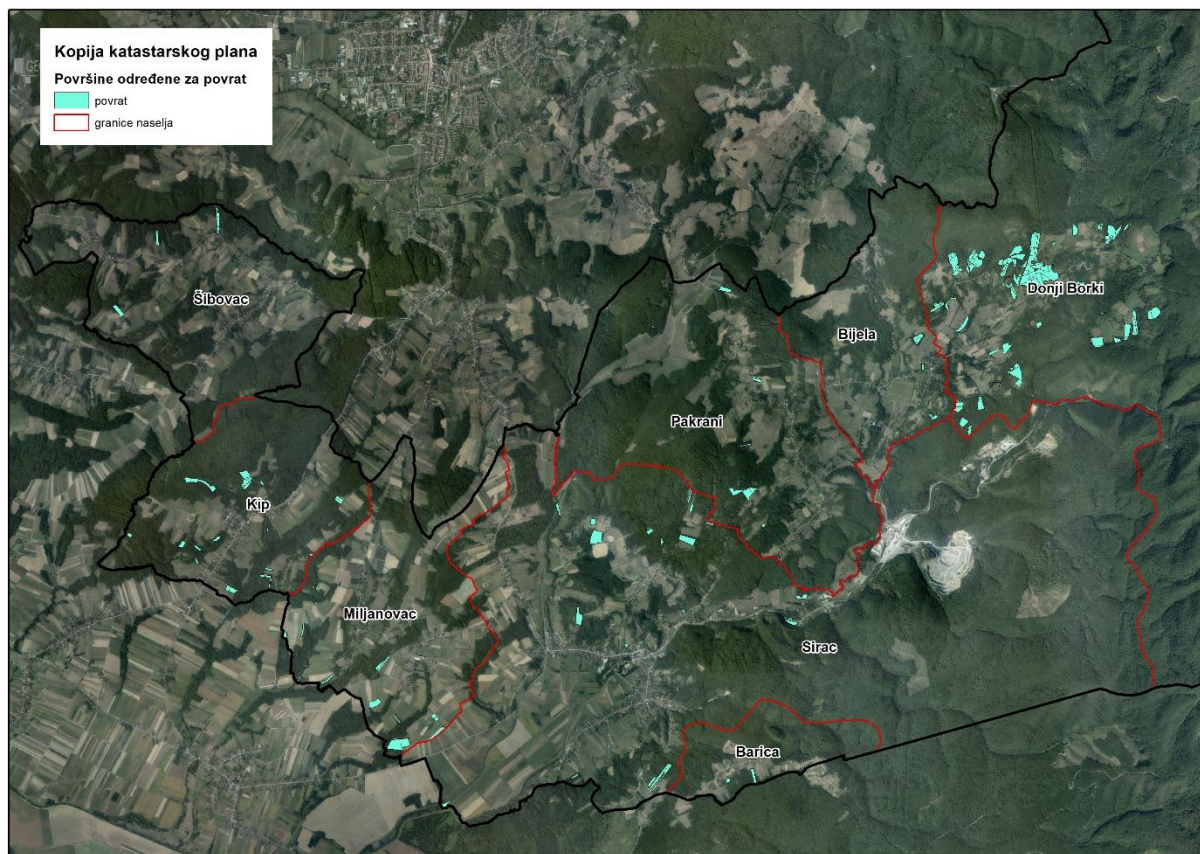 Kopija katastarskog plana
Površine određene za povrat
povrat
granice naselja
Šibovac
Donji Borki
Bijela
Pakrani
Kip
Miljanovac
Sirac
Barica